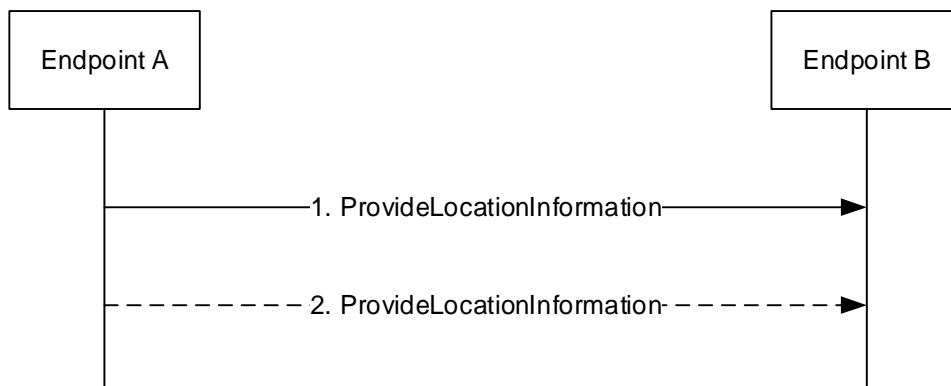 Endpoint A
Endpoint B
1. ProvideLocationInformation
2. ProvideLocationInformation